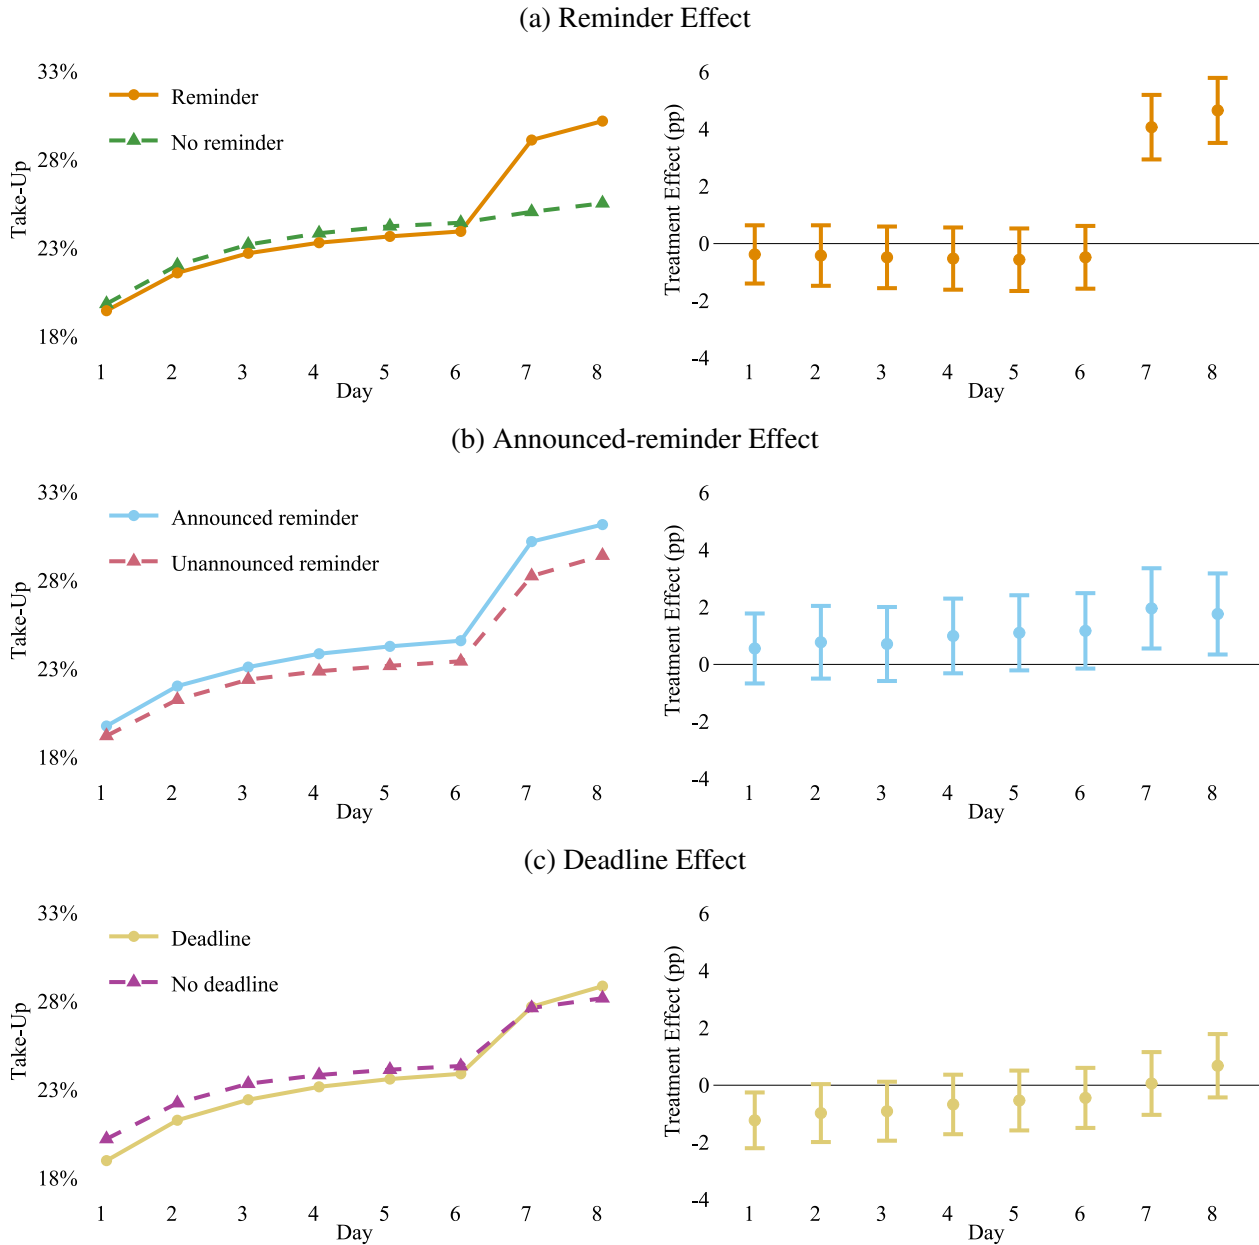 (a) Reminder Effect
33%
28%
23%
18%
Take-Up
Reminder
No reminder
1 2 3 4 5 6 7 8
Day
6
4
2
0
-2
-4
Treatment Effect (pp)
1 2 3 4 5 6 7 8
Day
(b) Announced-reminder Effect
33%
28%
23%
18%
Take-Up
Announced reminder
Unannounced reminder
1 2 3 4 5 6 7 8
Day
6
4
2
0
-2
-4
Treatment Effect (pp)
1 2 3 4 5 6 7 8
Day
(c) Deadline Effect
33%
28%
23%
18%
Take-Up
Deadline
No deadline
1 2 3 4 5 6 7 8
Day
6
4
2
0
-2
-4
Treatment Effect (pp)
1 2 3 4 5 6 7 8
Day